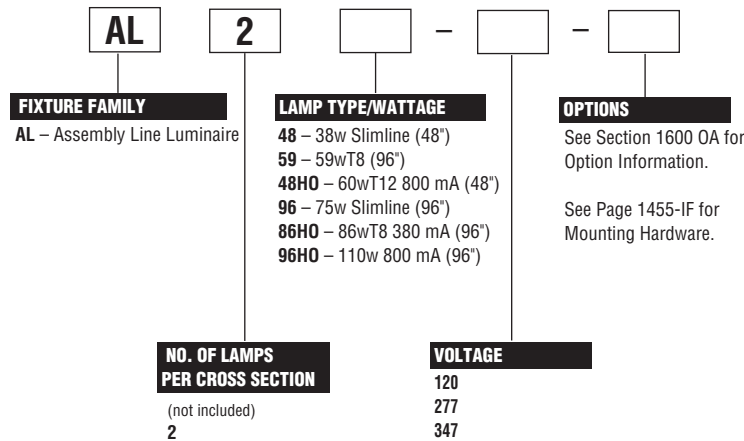 AL 2 – –
FIXTURE FAMILY
AL – Assembly Line Luminaire
LAMP TYPE/WATTAGE
48 – 38w Slimline (48")
59 – 59wT8 (96")
48HO – 60wT12 800 mA (48")
96 – 75w Slimline (96")
86HO – 86wT8 380 mA (96")
96HO – 110w 800 mA (96")
OPTIONS
See Section 1600 OA for
Option Information.
See Page 1455-IF for
Mounting Hardware.
NO. OF LAMPS
PER CROSS SECTION
(not included)
2
VOLTAGE
120
277
347